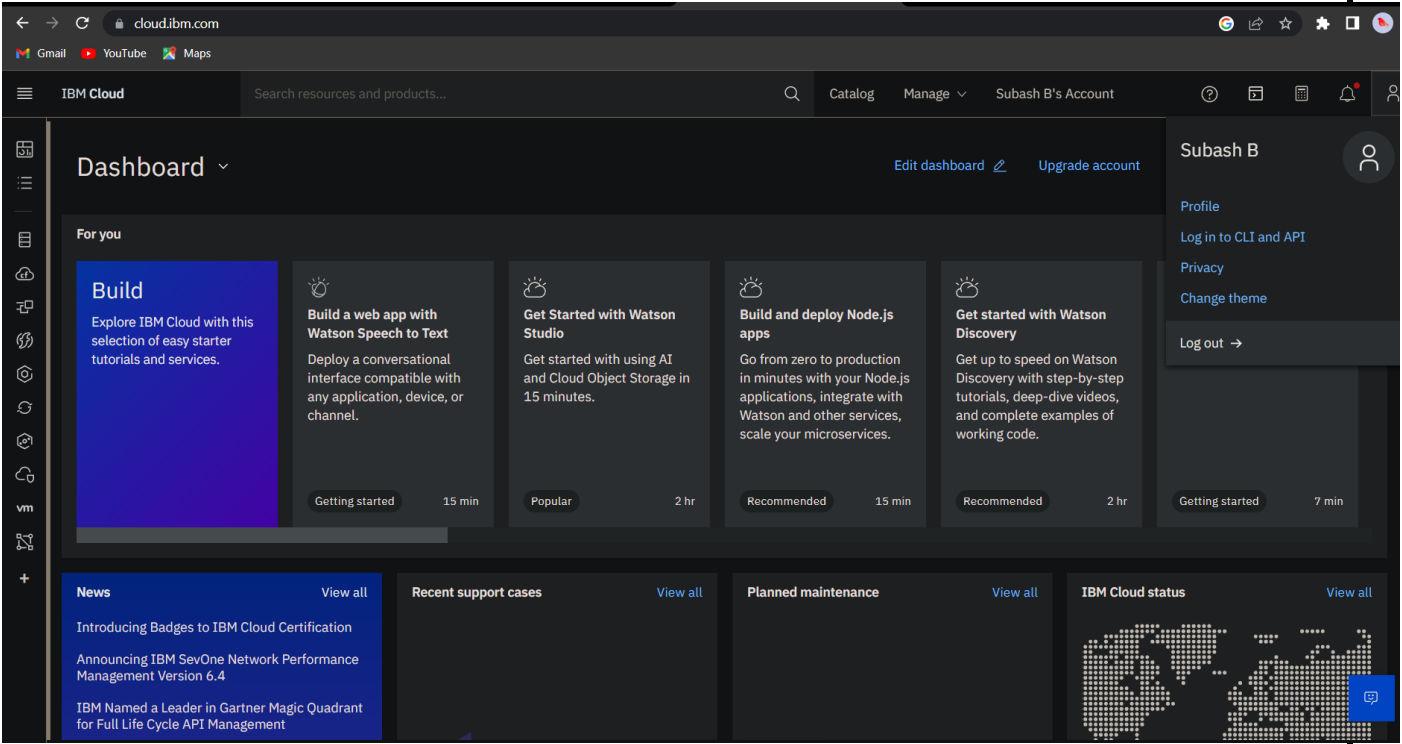 cloud.ibm.com
Gmail YouTube Maps
IBM Cloud Search resources and products... Catalog Manage Subash B's Account
Subash B
Profile
Log in to CLI and API
Privacy
Change theme
Log out →
Dashboard Edit dashboard Upgrade account
For you
Build
Explore IBM Cloud with this
selection of easy starter
tutorials and services.
Build a web app with
Watson Speech to Text
Deploy a conversational
interface compatible with
any application, device, or
channel.
Getting started 15 min
Get Started with Watson
Studio
Get started with using AI
and Cloud Object Storage in
15 minutes.
Popular 2 hr
Build and deploy Node.js
apps
Go from zero to production
in minutes with your Node.js
applications, integrate with
Watson and other services,
scale your microservices.
Recommended 15 min
Get started with Watson
Discovery
Get up to speed on Watson
Discovery with step-by-step
tutorials, deep-dive videos,
and complete examples of
working code.
Recommended 2 hr
Getting started 7 min
vm
News View all
Introducing Badges to IBM Cloud Certification
Announcing IBM SevOne Network Performance
Management Version 6.4
IBM Named a Leader in Gartner Magic Quadrant
for Full Life Cycle API Management
Recent support cases View all
Planned maintenance View all
IBM Cloud status View all